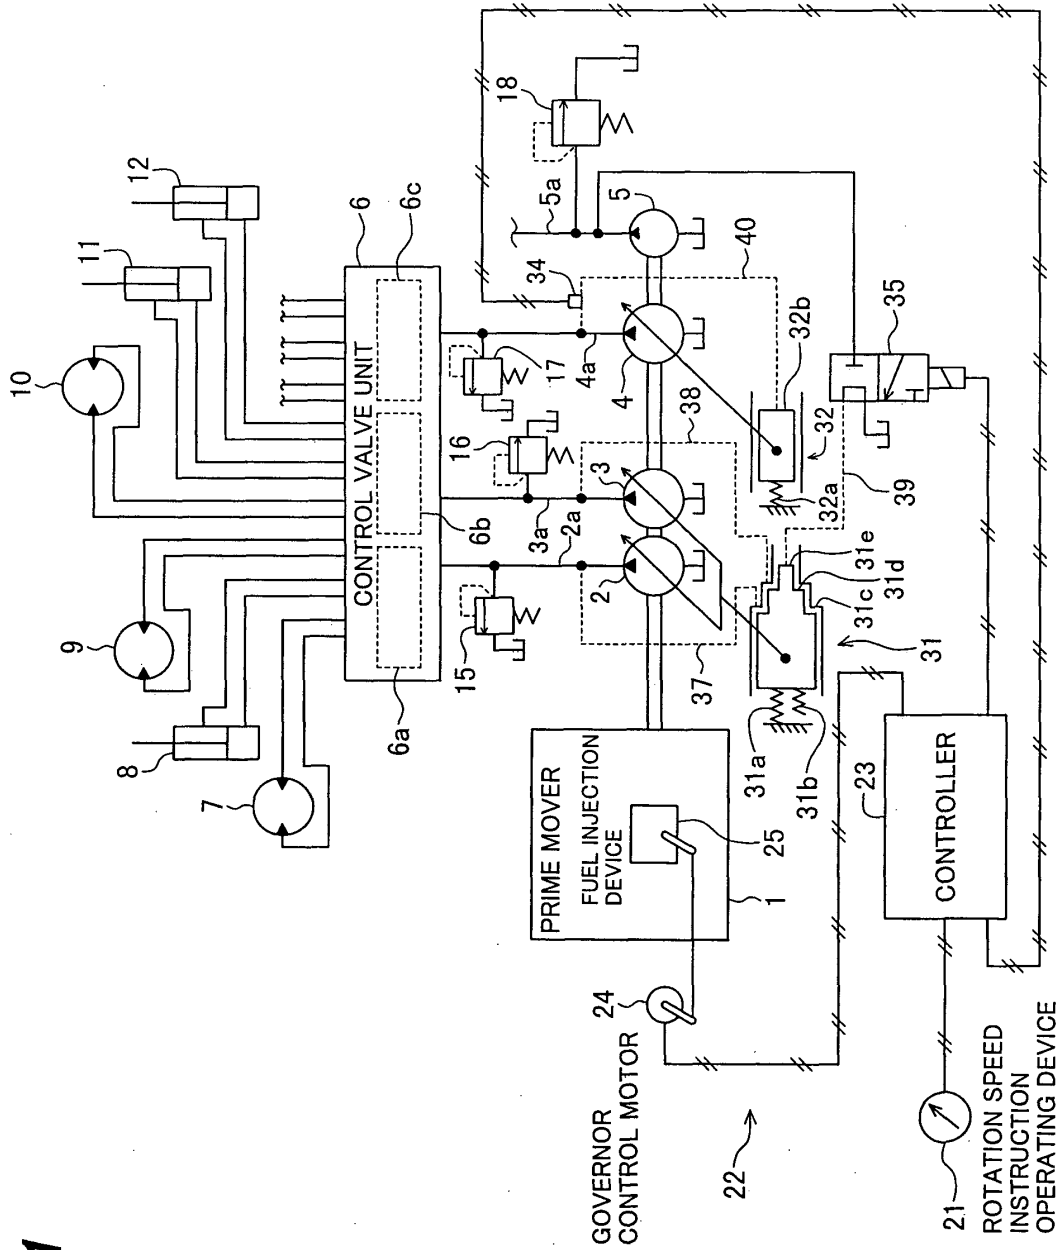 12
11
10
9
8
7
6
6c
CONTROL VALVE UNIT
6b
6a
18
5a
5
34
40
17
4a
4
16
38
3
3a
2a
2
15
37
35
32b
32
32a
39
31e
31d
31c
31
31a
31b
PRIME MOVER
FUEL INJECTION
DEVICE
25
1
24
GOVERNOR
CONTROL MOTOR
22
23
CONTROLLER
21
ROTATION SPEED
INSTRUCTION
OPERATING DEVICE